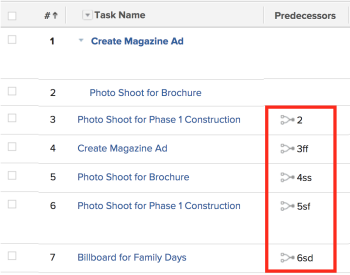 # Task Name Predecessors
1 Create Magazine Ad
2 Photo Shoot for Brochure
3 Photo Shoot for Phase 1 Construction 2
4 Create Magazine Ad 3ff
5 Photo Shoot for Brochure 4ss
6 Photo Shoot for Phase 1 Construction 5sf
7 Billboard for Family Days 6sd